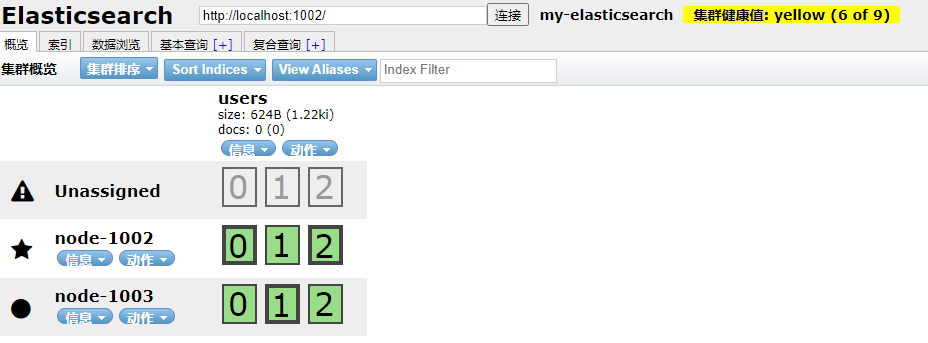 Elasticsearch http://localhost:1002/ 连接 my-elasticsearch 集群健康值: yellow (6 of 9)
概览 索引 数据浏览 基本查询 [+] 复合查询 [+]
集群概览 集群排序 Sort Indices View Aliases Index Filter
users
size: 624B (1.22ki)
docs: 0 (0)
信息 动作
Unassigned 0 1 2
node-1002 0 1 2
信息 动作
node-1003 0 1 2
信息 动作